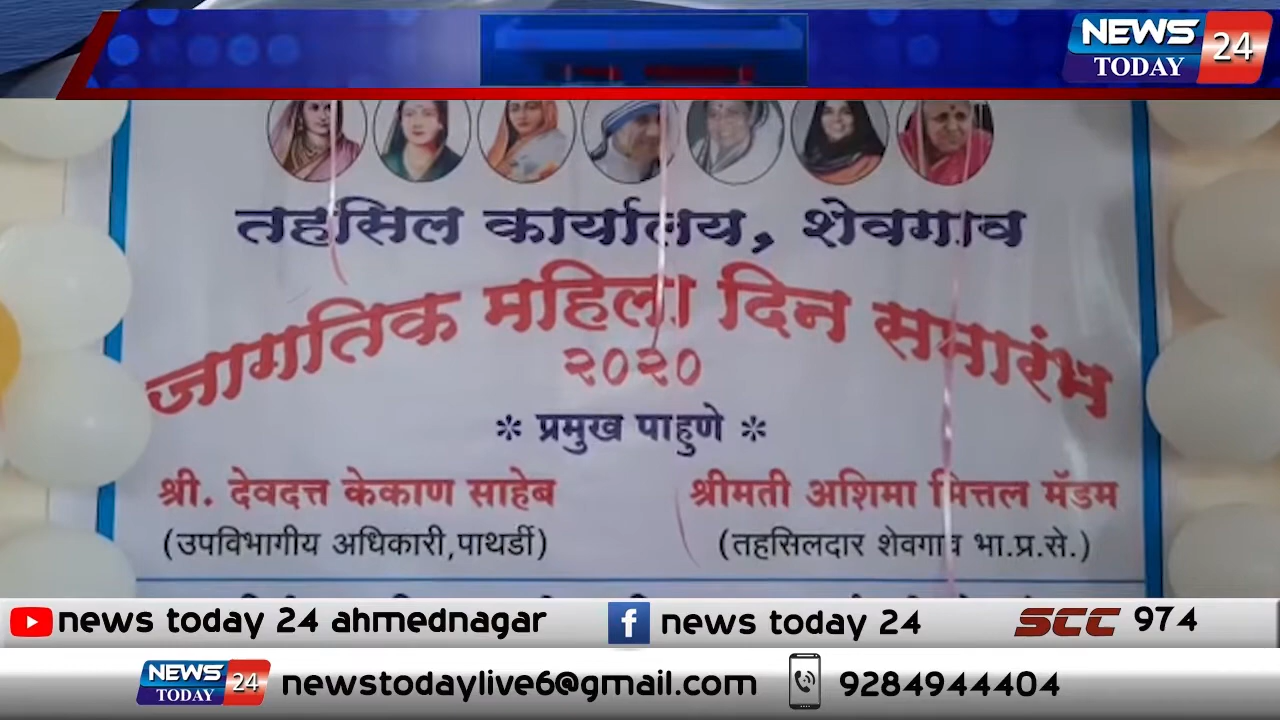 NEWS
TODAY
24
तहसिल कार्यालय, शेवगाव
जागतिक महिला दिन समारंभ
२०२०
* प्रमुख पाहुणे *
श्री. देवदत्त केकाण साहेब
(उपविभागीय अधिकारी,पाथर्डी)
श्रीमती अशिमा मित्तल मॅडम
(तहसिलदार शेवगाव भा.प्र.से.)
news today 24 ahmednagar
news today 24
SCC 974
NEWS
TODAY
24
newstodaylive6@gmail.com
9284944404